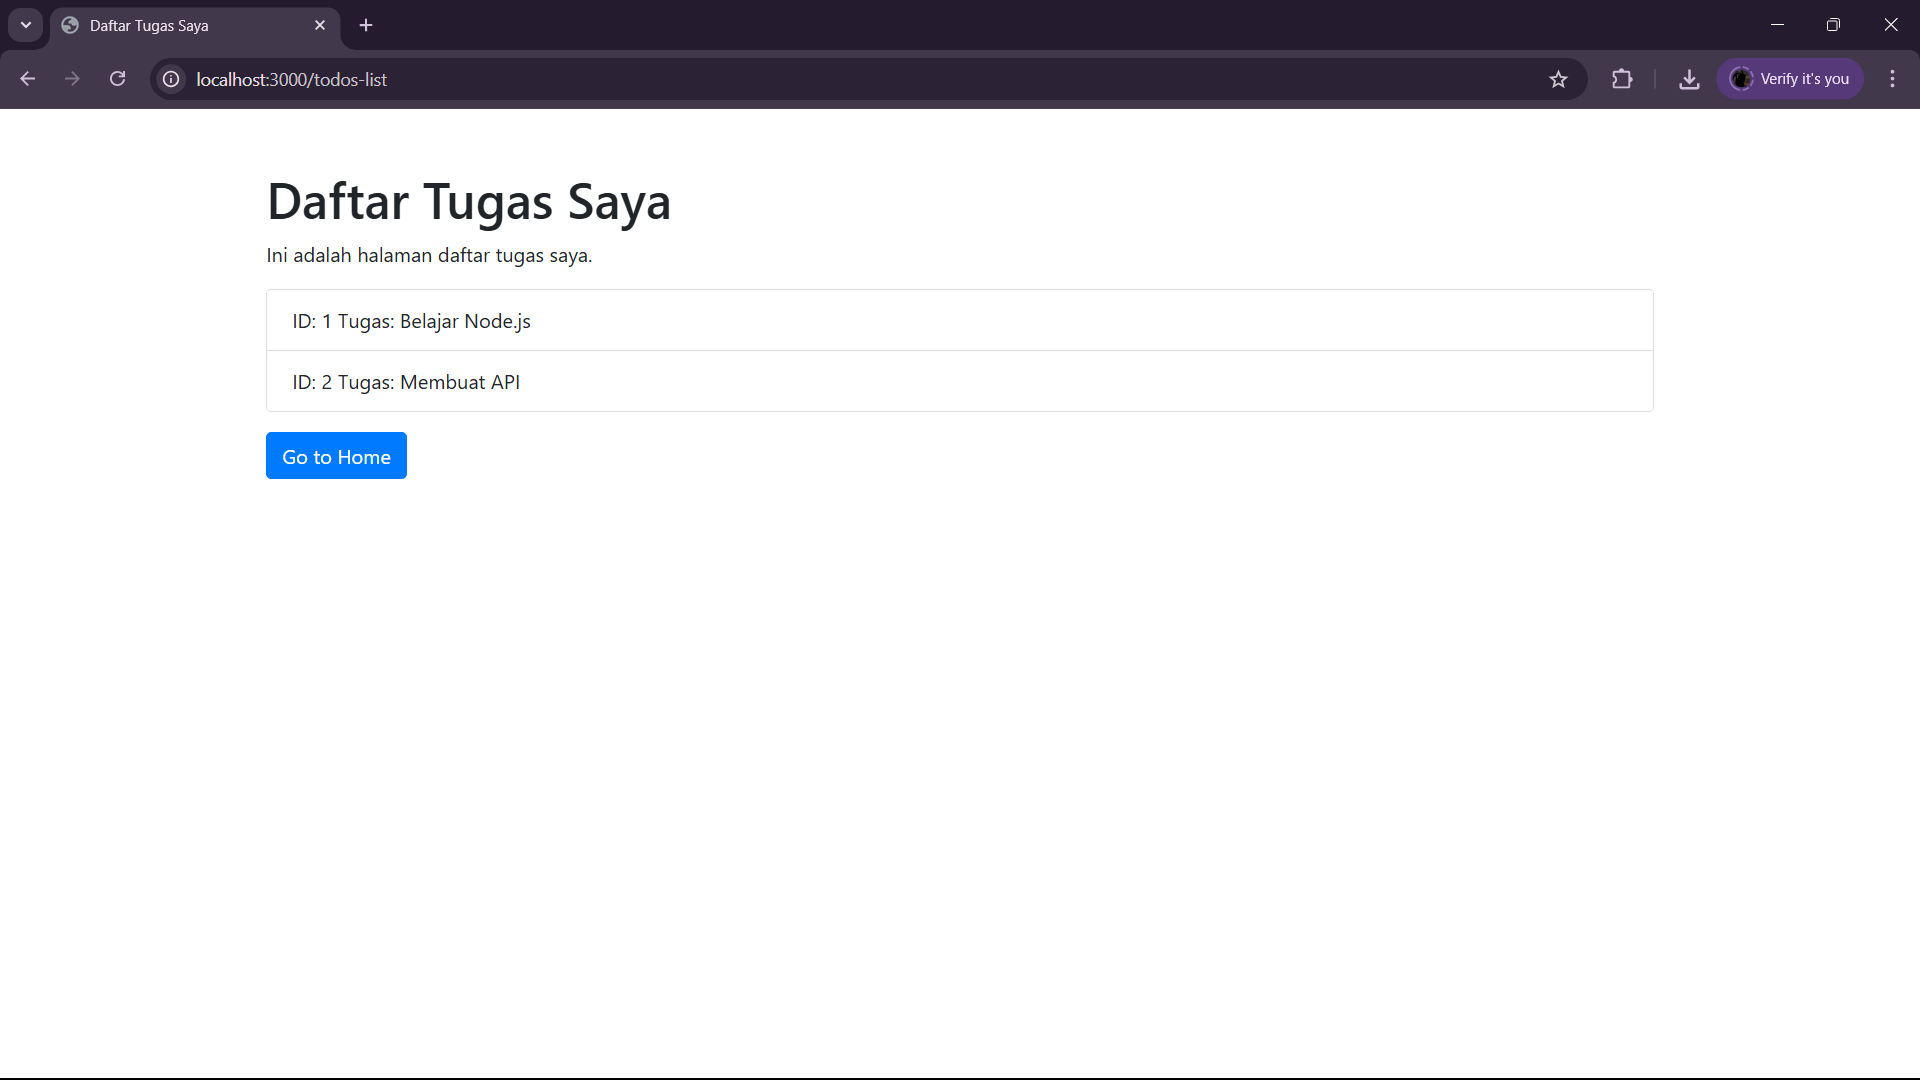 Daftar Tugas Saya
localhost:3000/todos-list
Verify it's you
Daftar Tugas Saya
Ini adalah halaman daftar tugas saya.
ID: 1 Tugas: Belajar Node.js
ID: 2 Tugas: Membuat API
Go to Home